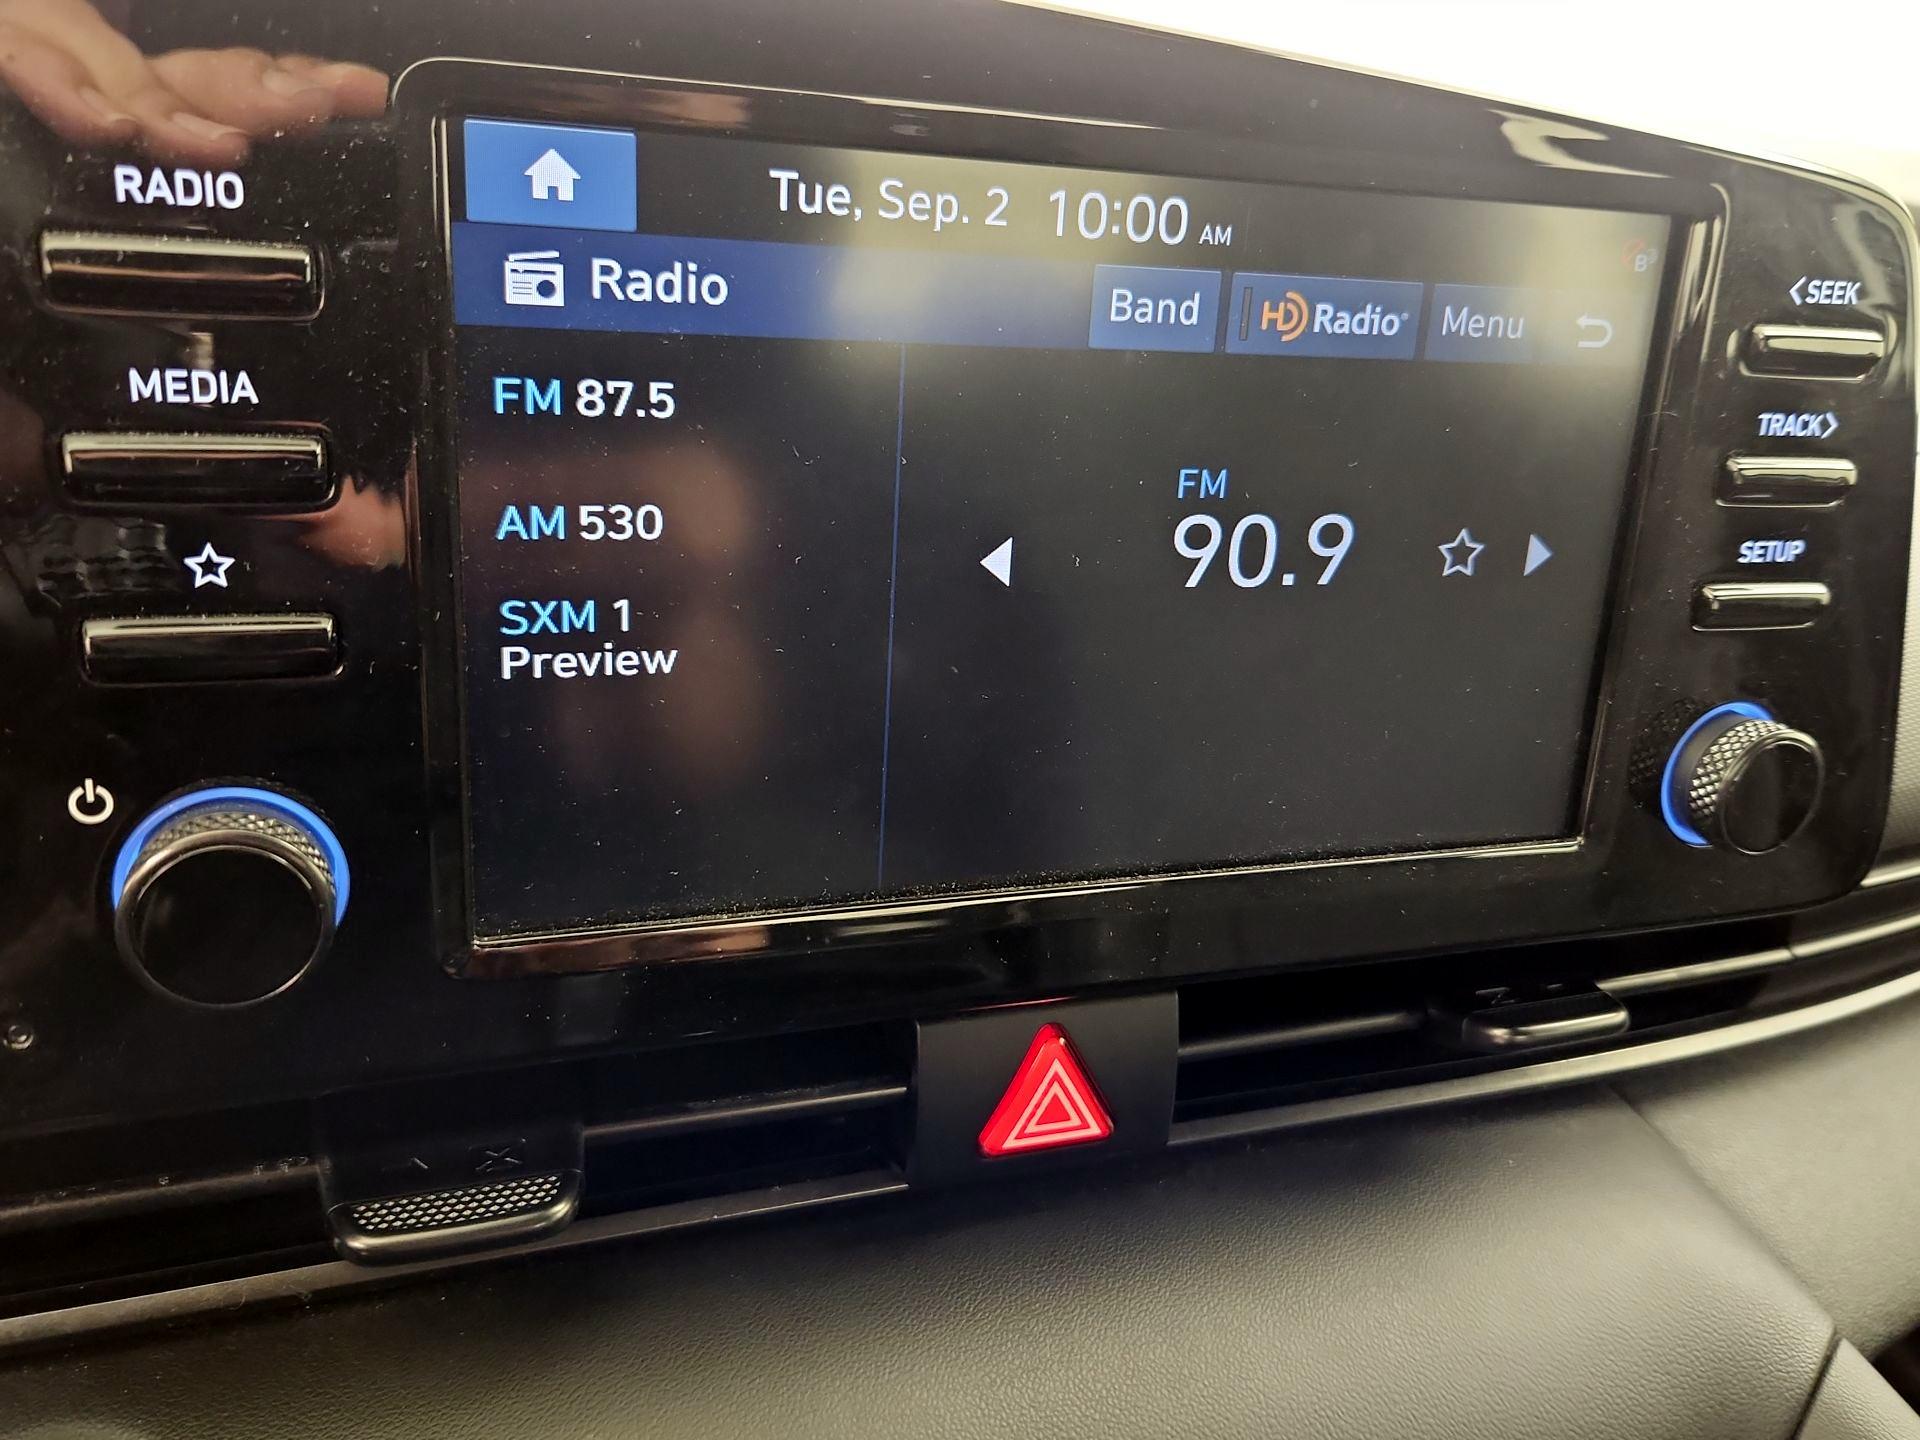 RADIO
MEDIA
Tue, Sep. 2 10:00 AM
Radio
Band
HD Radio®
Menu
FM 87.5
AM 530
SXM 1
Preview
FM
90.9
<SEEK
TRACK>
SETUP